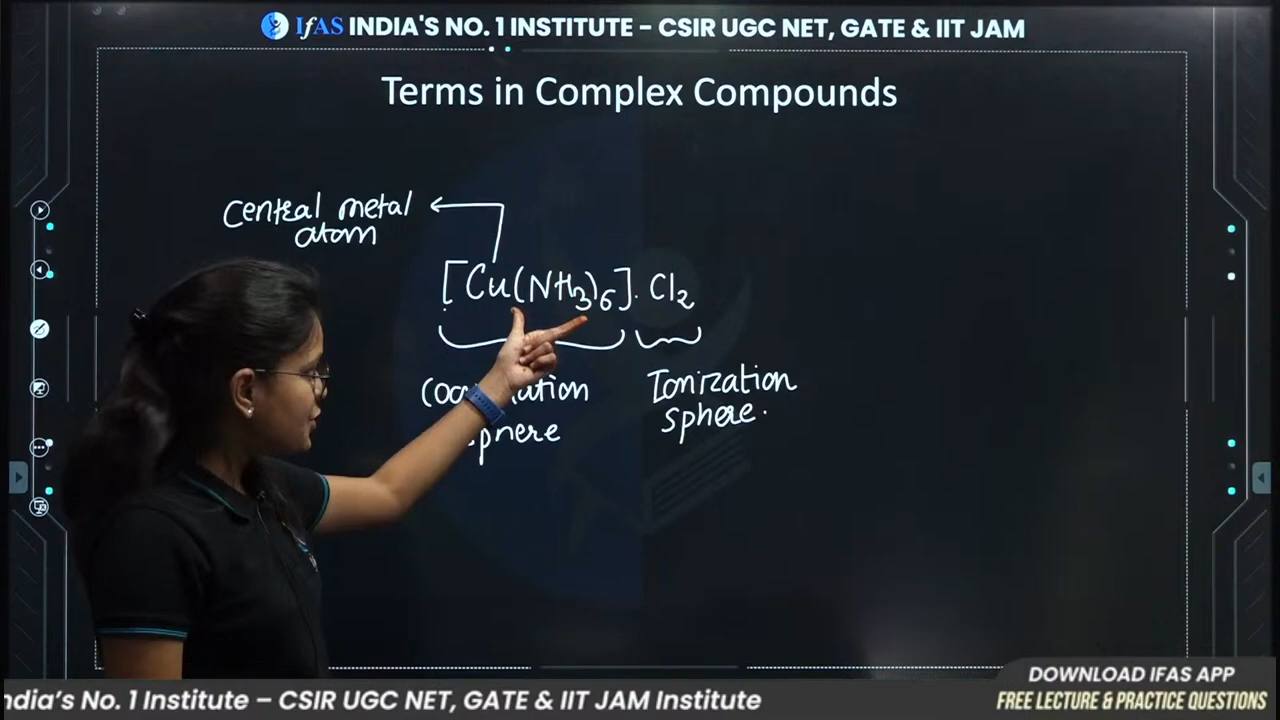 IfAS INDIA'S NO. 1 INSTITUTE – CSIR UGC NET, GATE & IIT JAM
Terms in Complex Compounds
Central metal
atom
[Cu(NH3)6].Cl2
Ionization
sphere.
DOWNLOAD IFAS APP
ndia's No. 1 Institute – CSIR UGC NET, GATE & IIT JAM Institute
FREE LECTURE & PRACTICE QUESTIONS